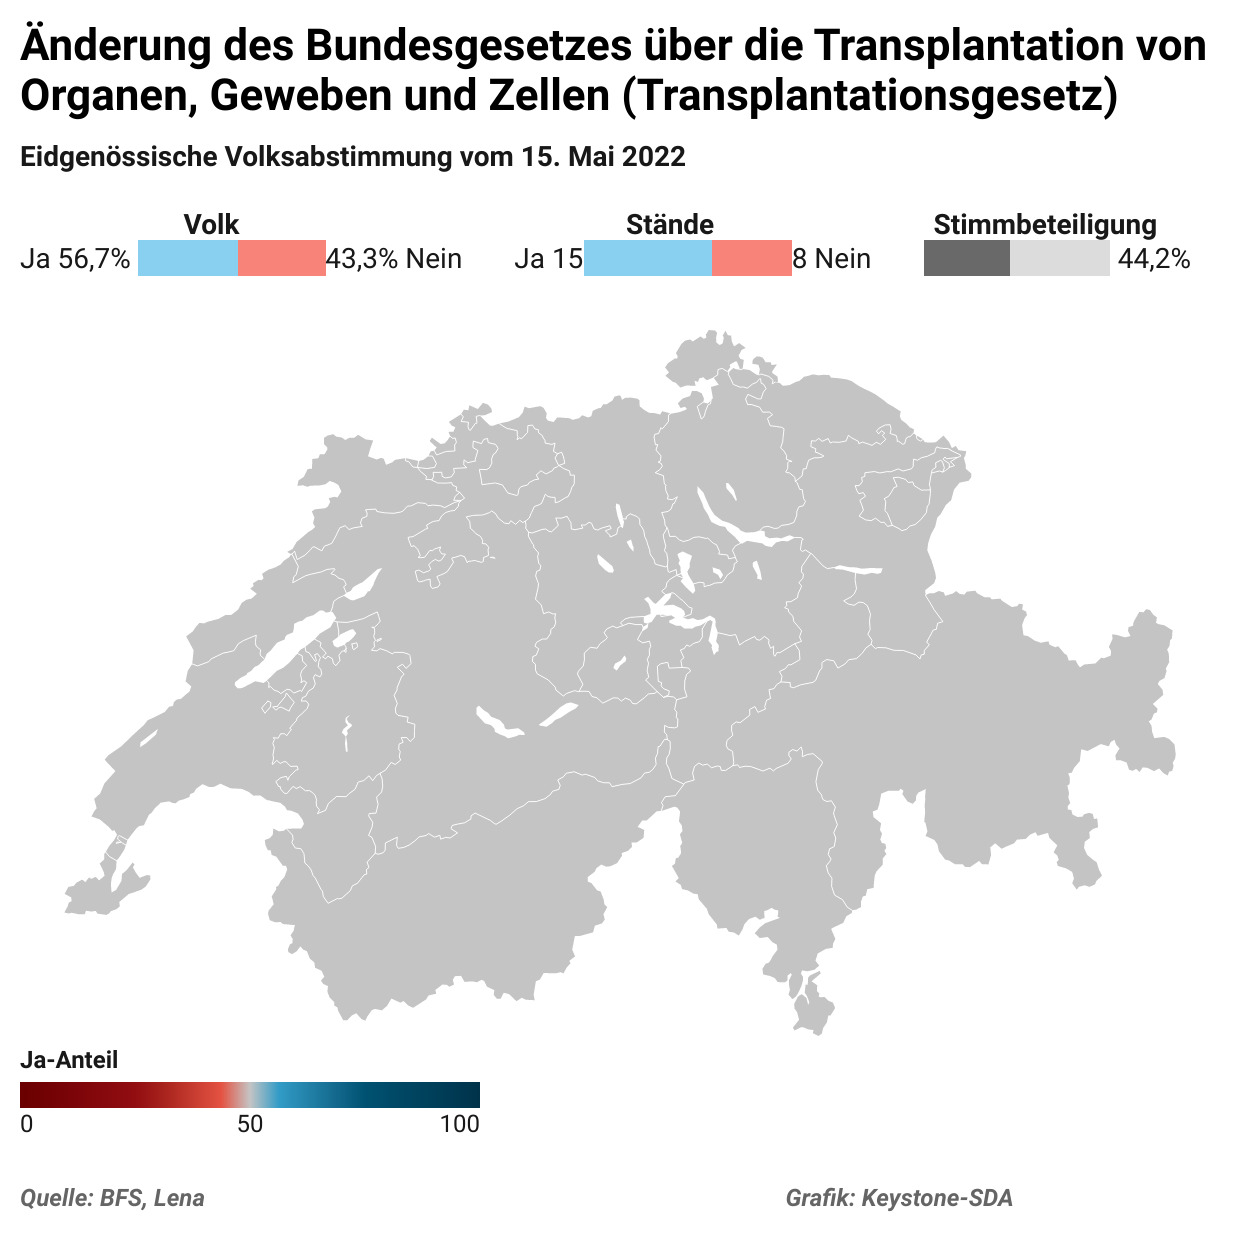 Änderung des Bundesgesetzes über die Transplantation von
Organen, Geweben und Zellen (Transplantationsgesetz)
Eidgenössische Volksabstimmung vom 15. Mai 2022
Volk Stände Stimmbeteiligung
Ja 56,7% 43,3% Nein Ja 15 8 Nein 44,2%
Ja-Anteil
0 50 100
Quelle: BFS, Lena Grafik: Keystone-SDA